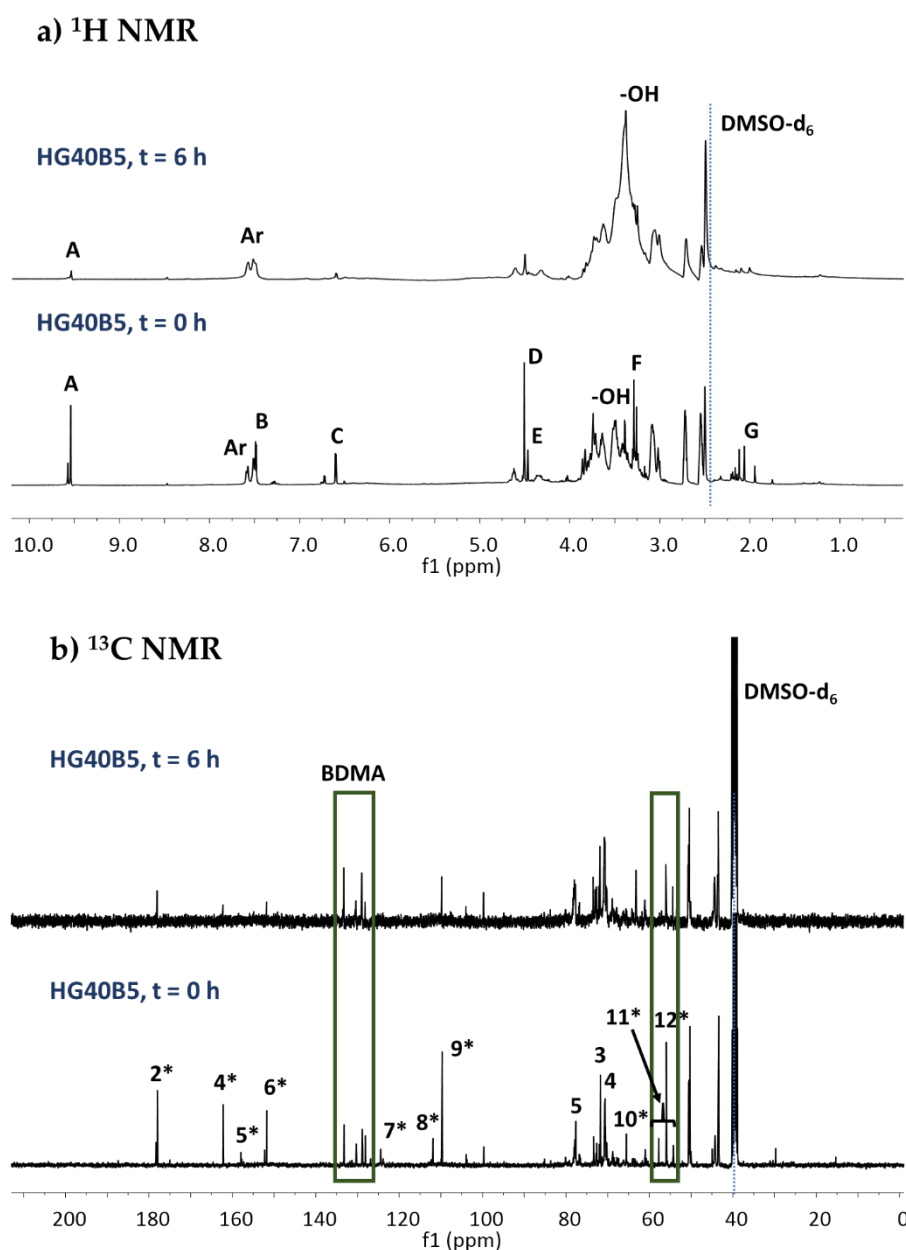 a) ¹H NMR
-OH
DMSO-d₆
HG40B5, t = 6 h
A
Ar
HG40B5, t = 0 h
A
Ar
B
C
D
E
-OH
F
G
10.0 9.0 8.0 7.0 6.0 5.0 4.0 3.0 2.0 1.0
f1 (ppm)
b) ¹³C NMR
DMSO-d₆
HG40B5, t = 6 h
BDMA
HG40B5, t = 0 h
2*
4*
5*
6*
7*
8*
9*
5
3
4
10*
11*
12*
200 180 160 140 120 100 80 60 40 20 0
f1 (ppm)